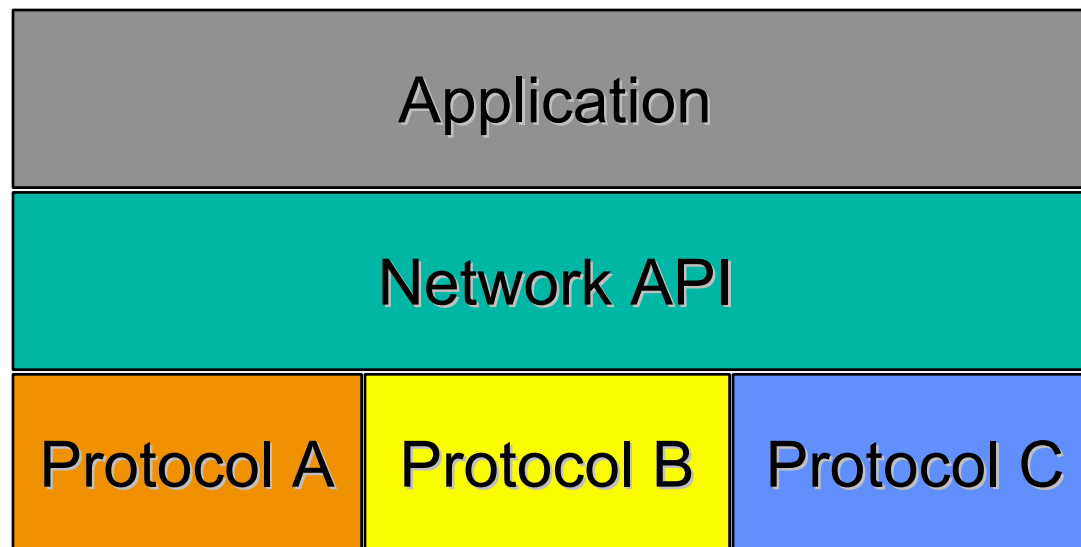 Application
Network API
Protocol A
Protocol B
Protocol C